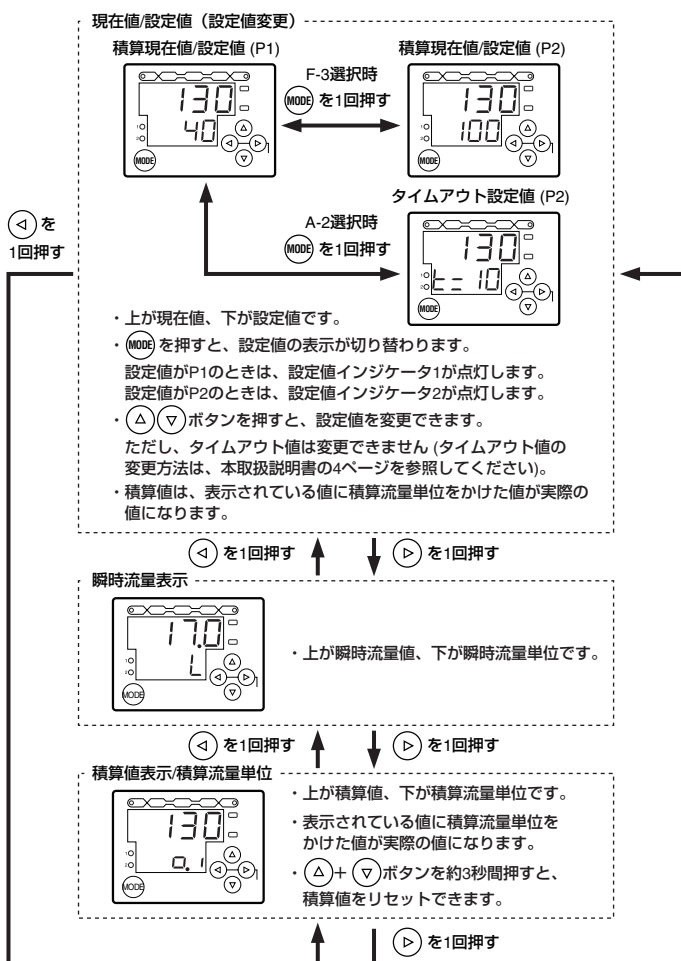 現在値/設定値（設定値変更）
積算現在値/設定値 (P1)
積算現在値/設定値 (P2)
F-3選択時
MODE を1回押す
130
40
1
2
MODE
130
100
1
2
MODE
タイムアウト設定値 (P2)
A-2選択時
MODE を1回押す
130
t= 10
1
2
MODE
◁ を
1回押す
・上が現在値、下が設定値です。
・MODE を押すと、設定値の表示が切り替わります。
設定値がP1のときは、設定値インジケータ1が点灯します。
設定値がP2のときは、設定値インジケータ2が点灯します。
・△ ▽ ボタンを押すと、設定値を変更できます。
ただし、タイムアウト値は変更できません (タイムアウト値の
変更方法は、本取扱説明書の4ページを参照してください)。
・積算値は、表示されている値に積算流量単位をかけた値が実際の
値になります。
◁ を1回押す
▷ を1回押す
瞬時流量表示
17.0
L
1
2
MODE
・上が瞬時流量値、下が瞬時流量単位です。
◁ を1回押す
▷ を1回押す
積算値表示/積算流量単位
130
0.1
1
2
MODE
・上が積算値、下が積算流量単位です。
・表示されている値に積算流量単位を
かけた値が実際の値になります。
・△＋▽ボタンを約3秒間押すと、
積算値をリセットできます。
▷ を1回押す